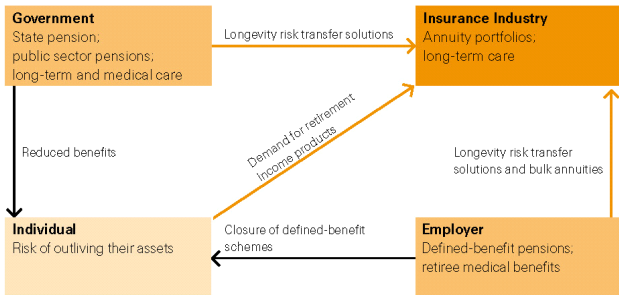 Government
State pension;
public sector pensions;
long-term and medical care
Longevity risk transfer solutions
Insurance Industry
Annuity portfolios;
long-term care
Reduced benefits
Demand for retirement
Income products
Longevity risk transfer
solutions and bulk annuities
Individual
Risk of outliving their assets
Closure of defined-benefit
schemes
Employer
Defined-benefit pensions;
retiree medical benefits